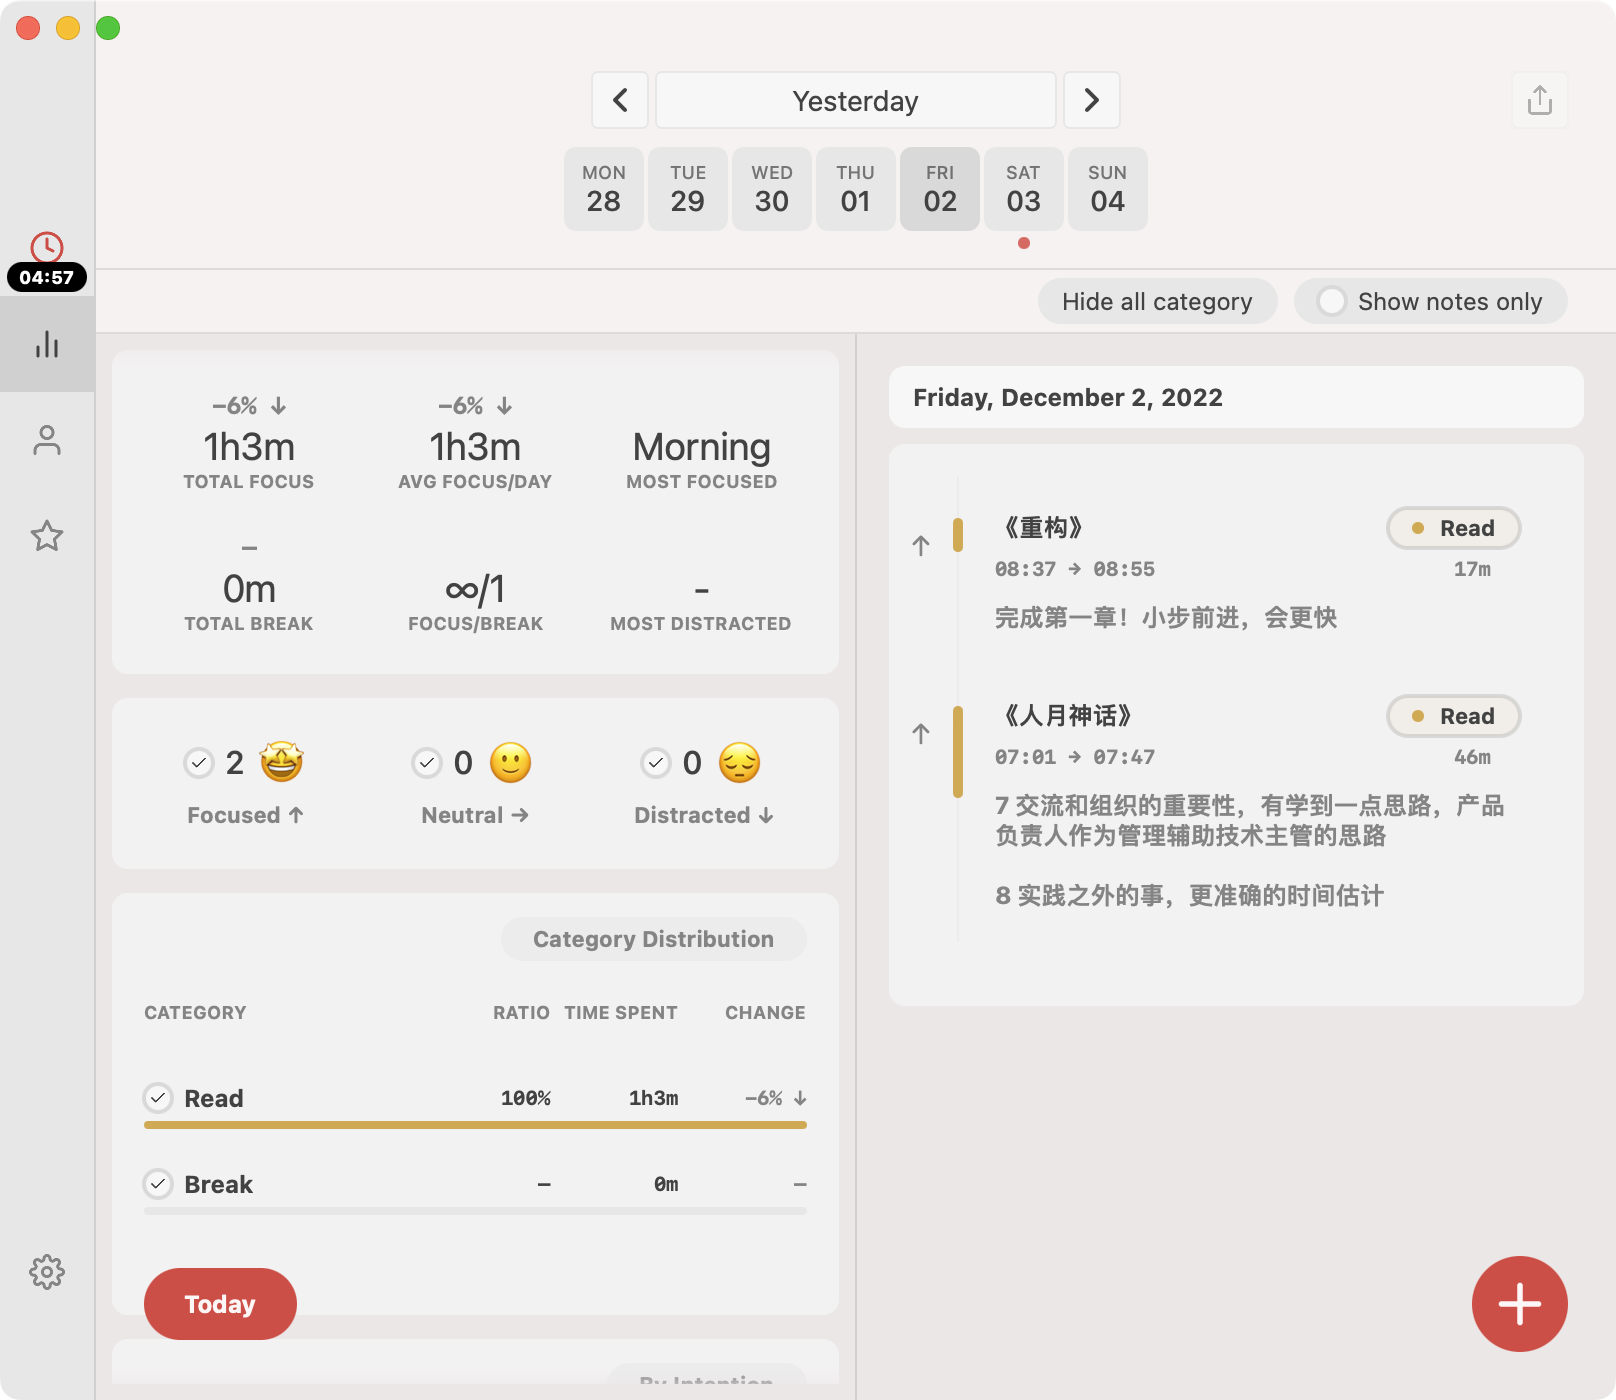 Yesterday
MON TUE WED THU FRI SAT SUN
28 29 30 01 02 03 04
04:57
Hide all category
Show notes only
–6% ↓ –6% ↓
1h3m 1h3m Morning
TOTAL FOCUS AVG FOCUS/DAY MOST FOCUSED
–
0m ∞/1 -
TOTAL BREAK FOCUS/BREAK MOST DISTRACTED
2 🤩 0 🙂 0 😔
Focused ↑ Neutral → Distracted ↓
Category Distribution
CATEGORY RATIO TIME SPENT CHANGE
Read 100% 1h3m –6% ↓
Break – 0m –
Today
By Intention
Friday, December 2, 2022
《重构》 Read
08:37 → 08:55 17m
完成第一章！小步前进，会更快
《人月神话》 Read
07:01 → 07:47 46m
7 交流和组织的重要性，有学到一点思路，产品
负责人作为管理辅助技术主管的思路
8 实践之外的事，更准确的时间估计